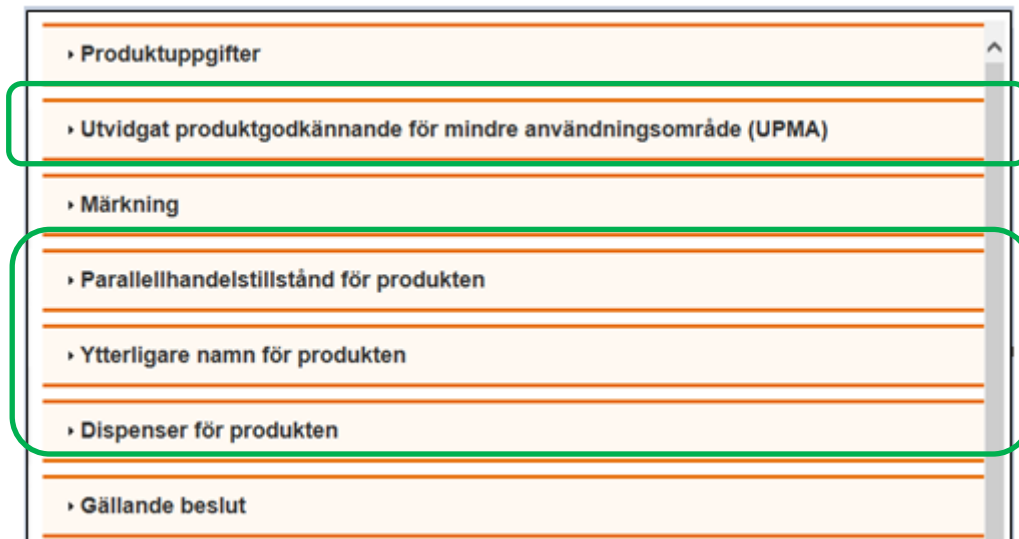 Produktuppgifter
Utvidgat produktgodkännande för mindre användningsområde (UPMA)
Märkning
Parallellhandelstillstånd för produkten
Ytterligare namn för produkten
Dispenser för produkten
Gällande beslut